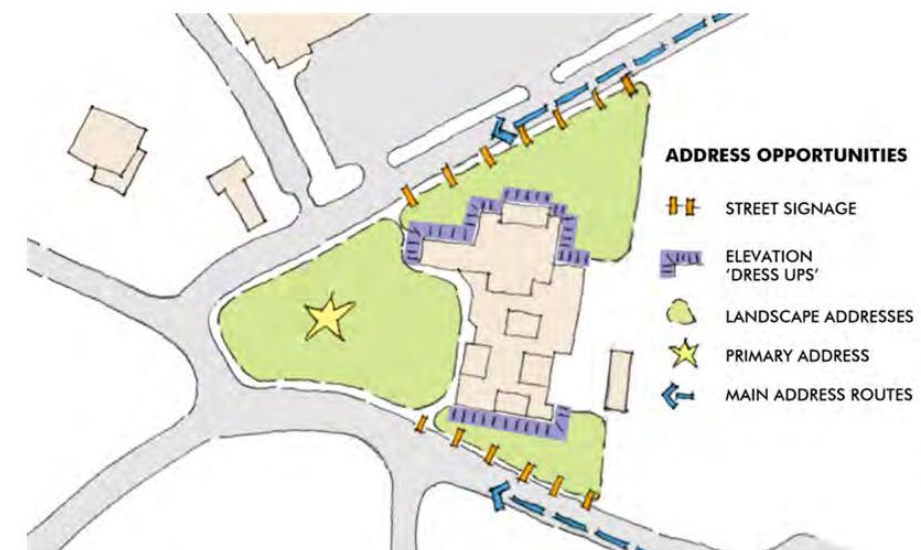 ADDRESS OPPORTUNITIES
STREET SIGNAGE
ELEVATION
'DRESS UPS'
LANDSCAPE ADDRESSES
PRIMARY ADDRESS
MAIN ADDRESS ROUTES